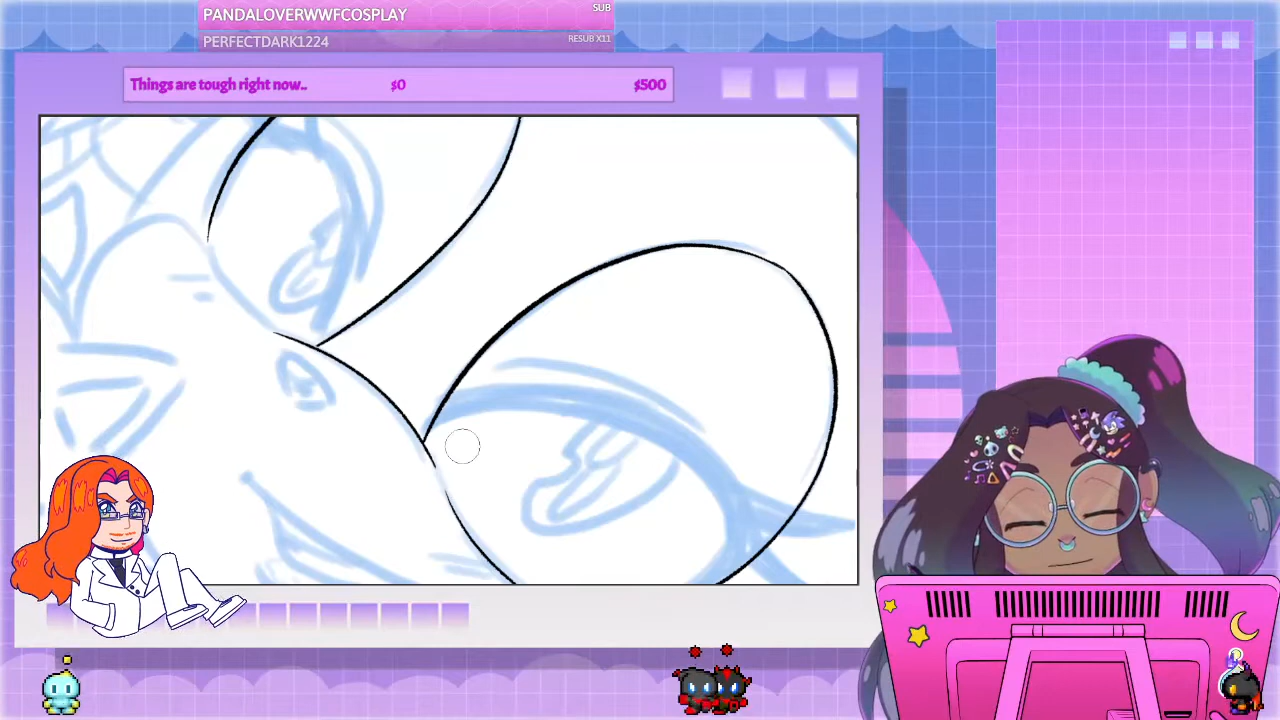 PANDALOVERWWFCOSPLAY
SUB
PERFECTDARK1224
RESUB X11
Things are tough right now.. $0 $500